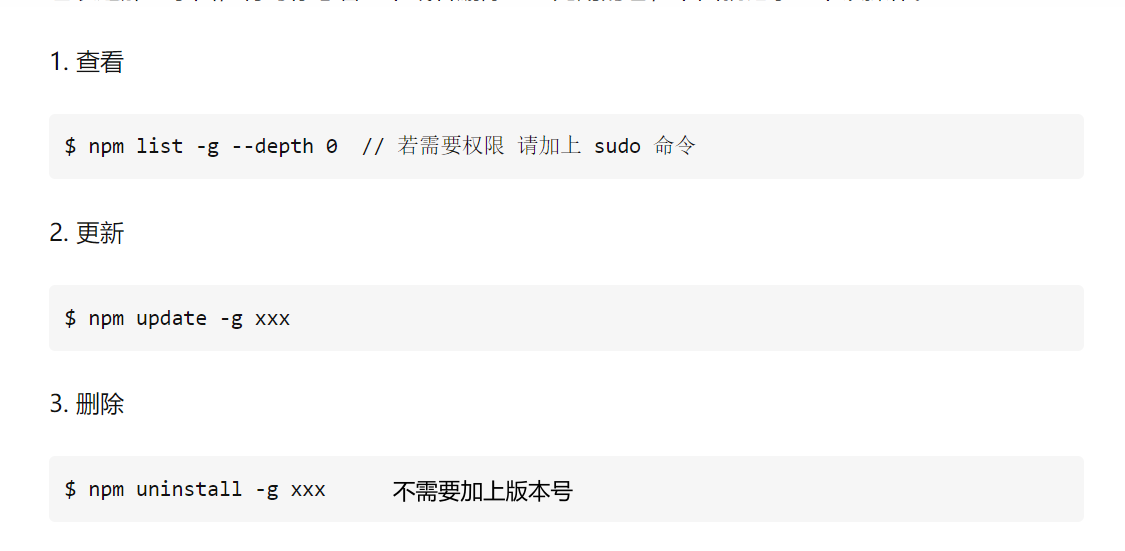 1. 查看
$ npm list -g --depth 0  // 若需要权限 请加上 sudo 命令
2. 更新
$ npm update -g xxx
3. 删除
$ npm uninstall -g xxx 不需要加上版本号